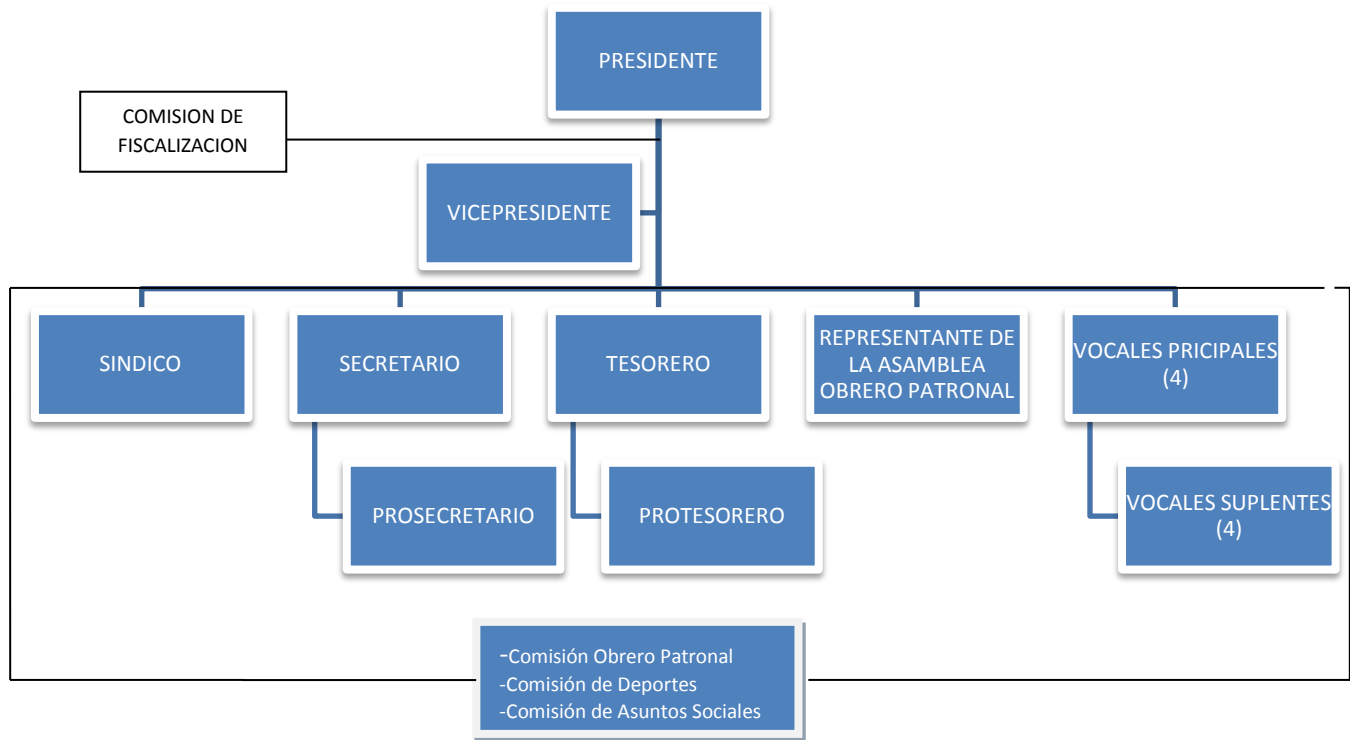 PRESIDENTE
COMISION DE
FISCALIZACION
VICEPRESIDENTE
SINDICO
SECRETARIO
TESORERO
REPRESENTANTE DE
LA ASAMBLEA
OBRERO PATRONAL
VOCALES PRICIPALES
(4)
PROSECRETARIO
PROTESORERO
VOCALES SUPLENTES
(4)
-Comisión Obrero Patronal
-Comisión de Deportes
-Comisión de Asuntos Sociales